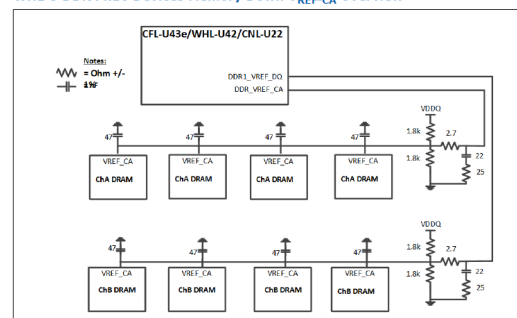 CFL-U43e/WHL-U42/CNL-U22
Notes:
= Ohm +/-
1%
DDR1_VREF_DQ
DDR_VREF_CA
VDDQ
47
47
47
47
1.8k
2.7
1.8k
22
25
VREF_CA
VREF_CA
VREF_CA
VREF_CA
ChA DRAM
ChA DRAM
ChA DRAM
ChA DRAM
VDDQ
47
47
47
47
1.8k
2.7
1.8k
22
25
VREF_CA
VREF_CA
VREF_CA
VREF_CA
ChB DRAM
ChB DRAM
ChB DRAM
ChB DRAM